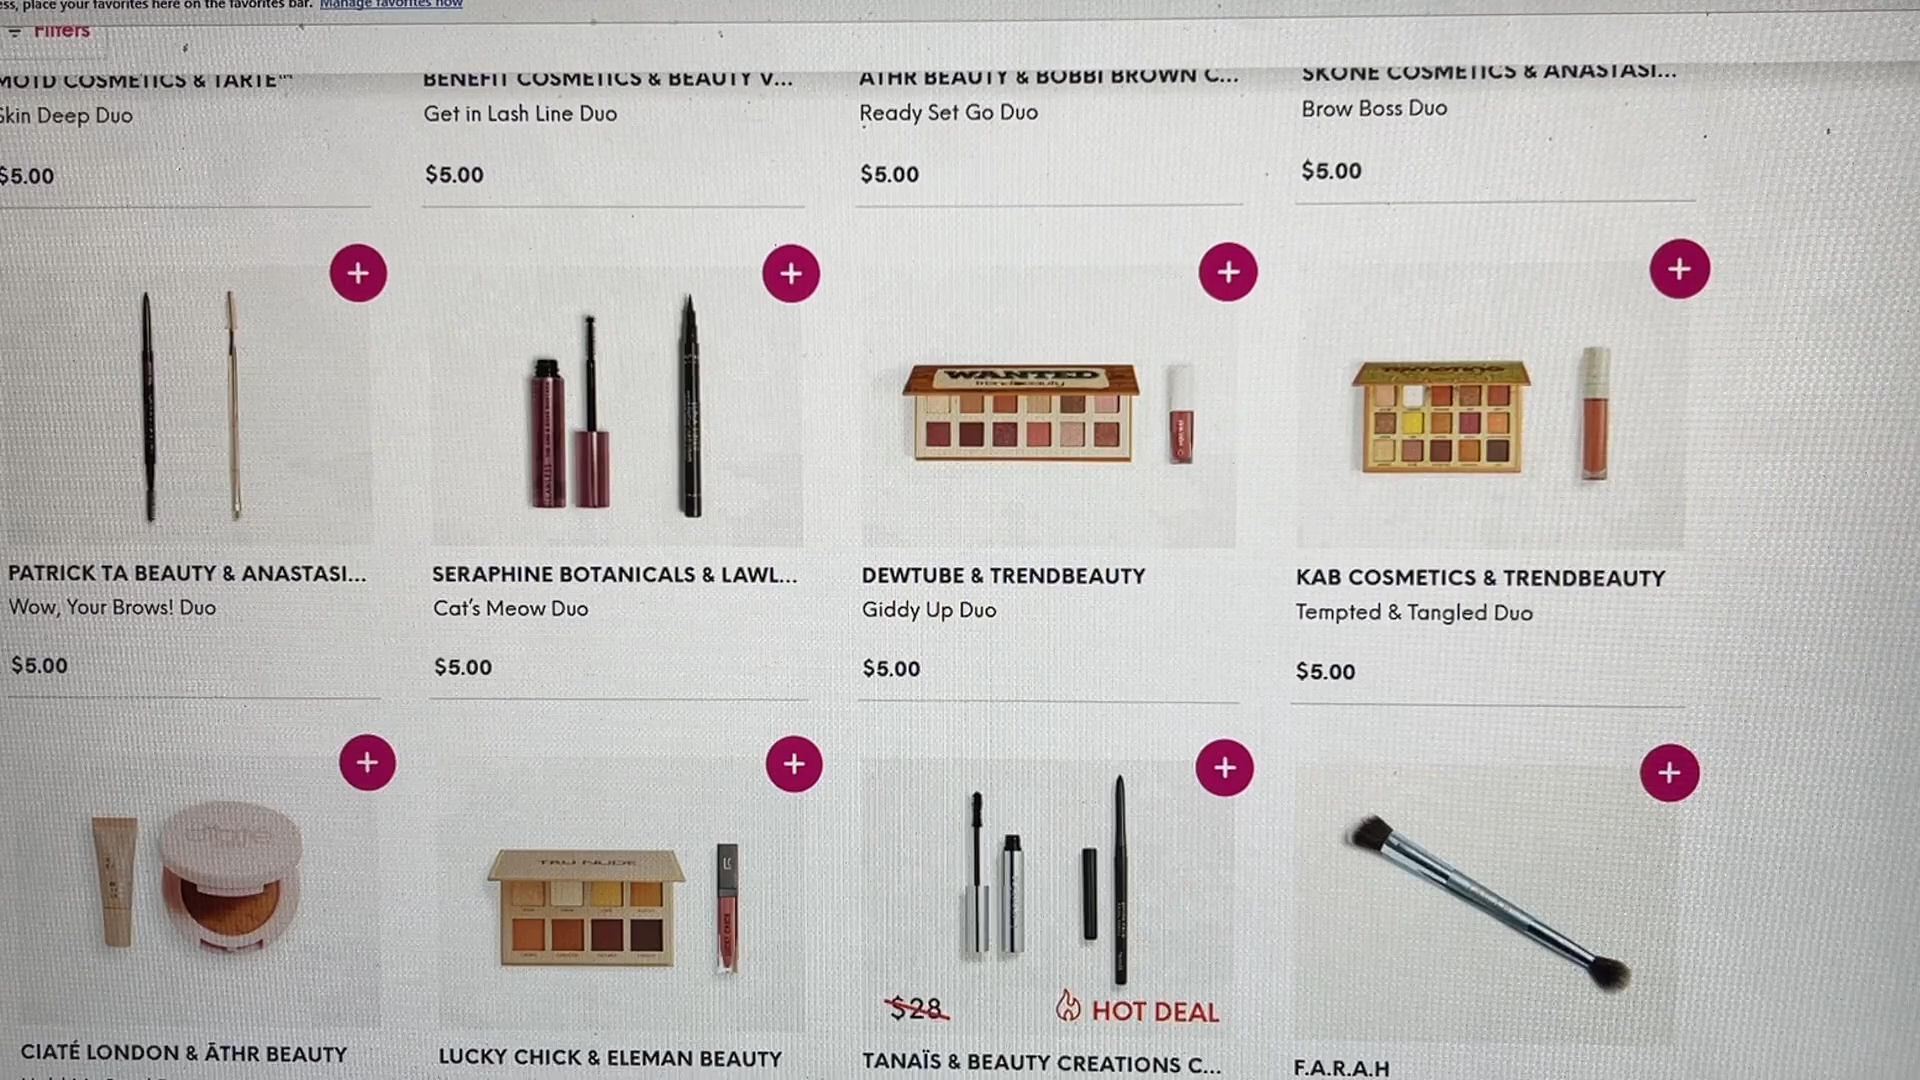 ss, place your favorites here on the favorites bar. Manage favorites now
Filters
MOTD COSMETICS & TARTE™
Skin Deep Duo
$5.00
BENEFIT COSMETICS & BEAUTY V...
Get in Lash Line Duo
$5.00
ATHR BEAUTY & BOBBI BROWN C...
Ready Set Go Duo
$5.00
SKONE COSMETICS & ANASTASI...
Brow Boss Duo
$5.00
PATRICK TA BEAUTY & ANASTASI...
Wow, Your Brows! Duo
$5.00
SERAPHINE BOTANICALS & LAWL...
Cat's Meow Duo
$5.00
WANTED
trendbeauty
DEWTUBE & TRENDBEAUTY
Giddy Up Duo
$5.00
KAB COSMETICS & TRENDBEAUTY
Tempted & Tangled Duo
$5.00
ciaté
CIATÉ LONDON & ĀTHR BEAUTY
TRU NUDE
LUCKY CHICK & ELEMAN BEAUTY
$28
HOT DEAL
TANAÏS & BEAUTY CREATIONS C...
F.A.R.A.H